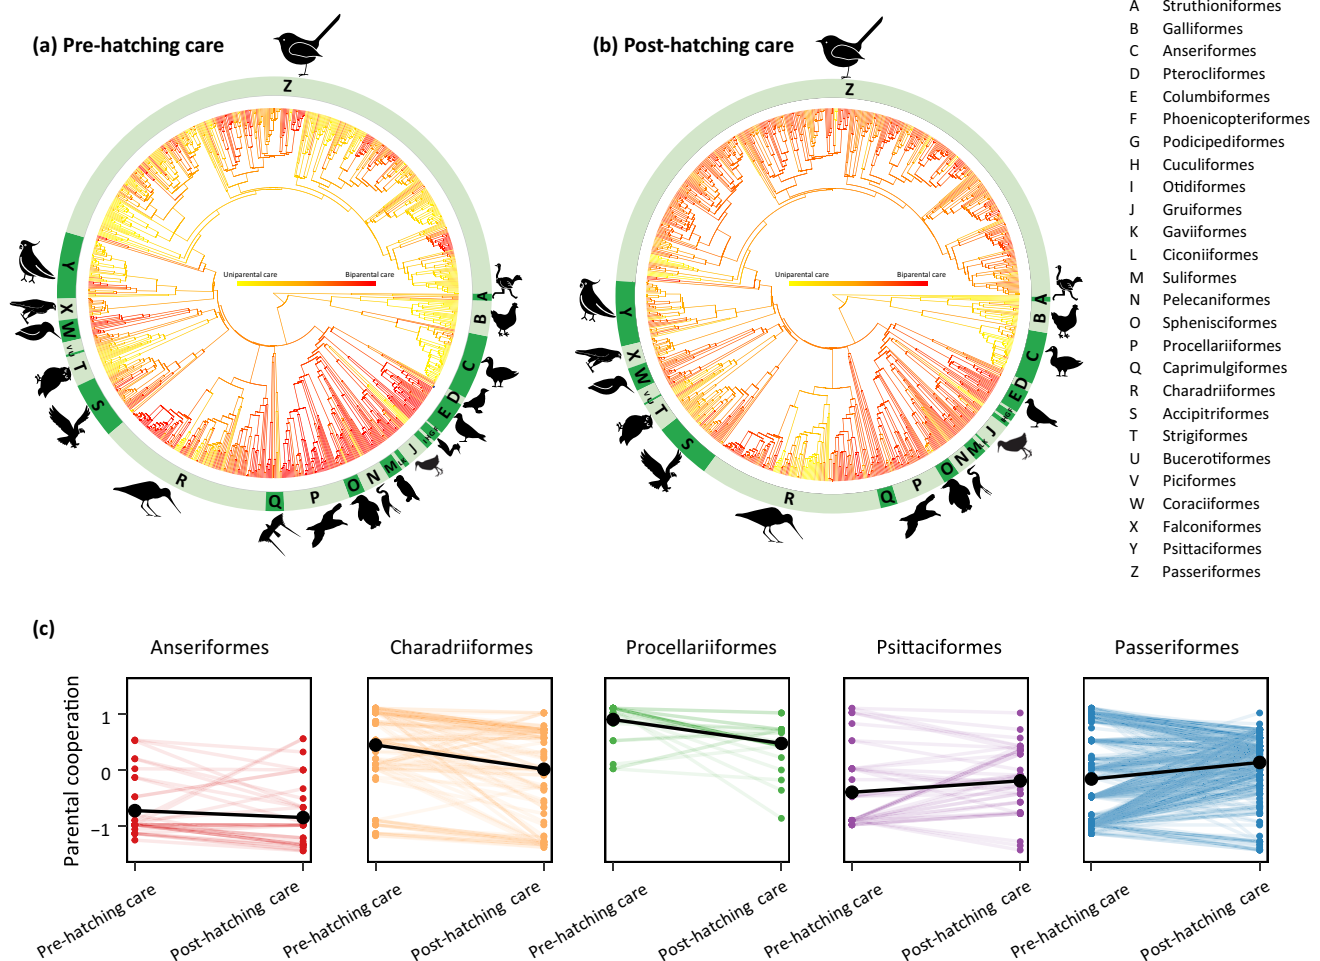 (a) Pre-hatching care
(b) Post-hatching care
Z
Y
X
W
V
U
T
S
R
Q
P
O
N
M
J
E
D
C
B
A
Uniparental care
Biparental care
Z
Y
X
W
V
U
T
S
R
Q
P
O
N
M
J
E
D
C
B
A
Uniparental care
Biparental care
A Struthioniformes
B Galliformes
C Anseriformes
D Pterocliformes
E Columbiformes
F Phoenicopteriformes
G Podicipediformes
H Cuculiformes
I Otidiformes
J Gruiformes
K Gaviiformes
L Ciconiiformes
M Suliformes
N Pelecaniformes
O Sphenisciformes
P Procellariiformes
Q Caprimulgiformes
R Charadriiformes
S Accipitriformes
T Strigiformes
U Bucerotiformes
V Piciformes
W Coraciiformes
X Falconiformes
Y Psittaciformes
Z Passeriformes
(c)
Anseriformes
Charadriiformes
Procellariiformes
Psittaciformes
Passeriformes
Parental cooperation
1
0
−1
Pre-hatching care
Post-hatching care
Pre-hatching care
Post-hatching care
Pre-hatching care
Post-hatching care
Pre-hatching care
Post-hatching care
Pre-hatching care
Post-hatching care